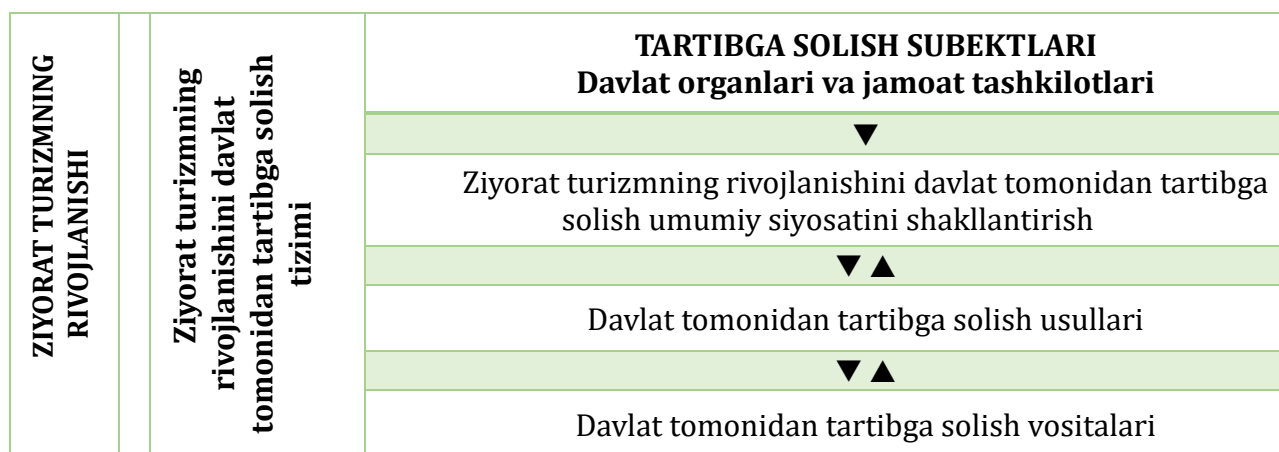 ZIYORAT TURIZMNING
RIVOJLANISHI
Ziyorat turizmning
rivojlanishini davlat
tomonidan tartibga solish
tizimi
TARTIBGA SOLISH SUBEKTLARI
Davlat organlari va jamoat tashkilotlari
▼
Ziyorat turizmning rivojlanishini davlat tomonidan tartibga
solish umumiy siyosatini shakllantirish
▼ ▲
Davlat tomonidan tartibga solish usullari
▼ ▲
Davlat tomonidan tartibga solish vositalari